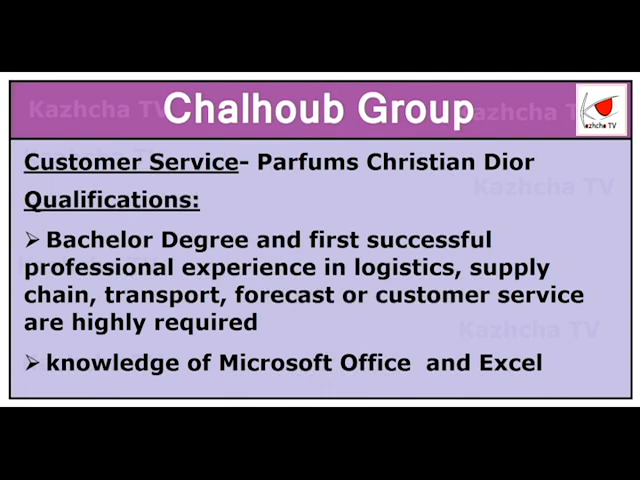 Kazhcha TV
Chalhoub Group
Kazhcha TV
Kazhcha TV
Customer Service- Parfums Christian Dior
Kazhcha TV
Qualifications:
➢ Bachelor Degree and first successful
professional experience in logistics, supply
chain, transport, forecast or customer service
are highly required
Kazhcha TV
➢ knowledge of Microsoft Office and Excel